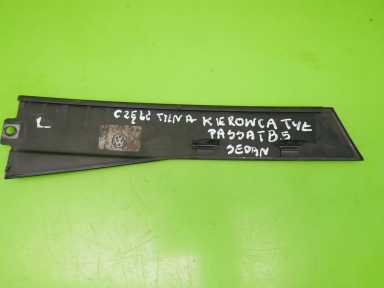 L CZĘŚĆ TYLNA KIEROWCA TYŁ
PASSAT B5
SEDAN